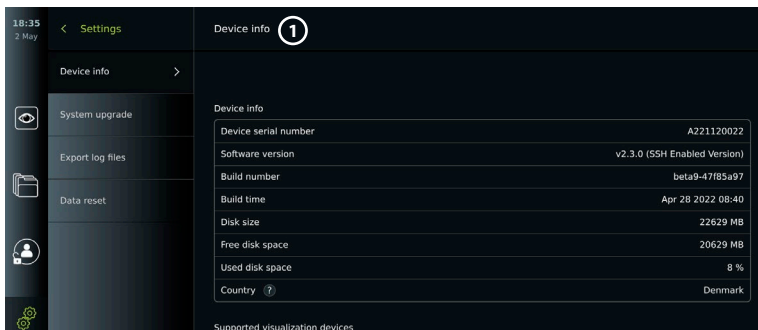 18:35
2 May
Settings
Device info
1
Device info
System upgrade
Export log files
Data reset
Device info
Device serial number A221120022
Software version v2.3.0 (SSH Enabled Version)
Build number beta9-47f85a97
Build time Apr 28 2022 08:40
Disk size 22629 MB
Free disk space 20629 MB
Used disk space 8 %
Country ? Denmark
Supported visualization devices